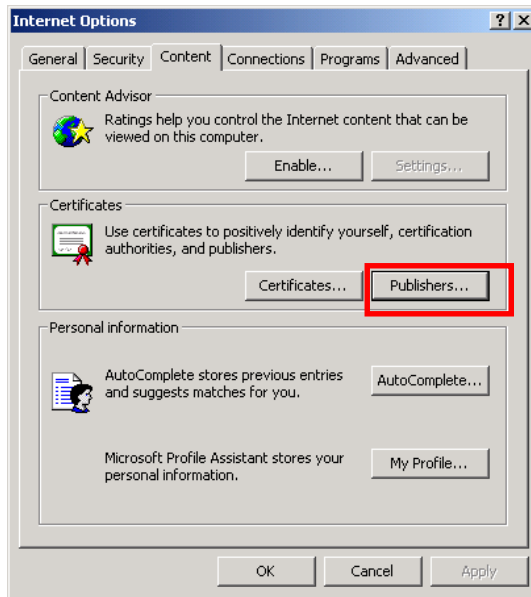 Internet Options
General Security Content Connections Programs Advanced
Content Advisor
Ratings help you control the Internet content that can be
viewed on this computer.
Enable... Settings...
Certificates
Use certificates to positively identify yourself, certification
authorities, and publishers.
Certificates... Publishers...
Personal information
AutoComplete stores previous entries
and suggests matches for you.
AutoComplete...
Microsoft Profile Assistant stores your
personal information.
My Profile...
OK Cancel Apply